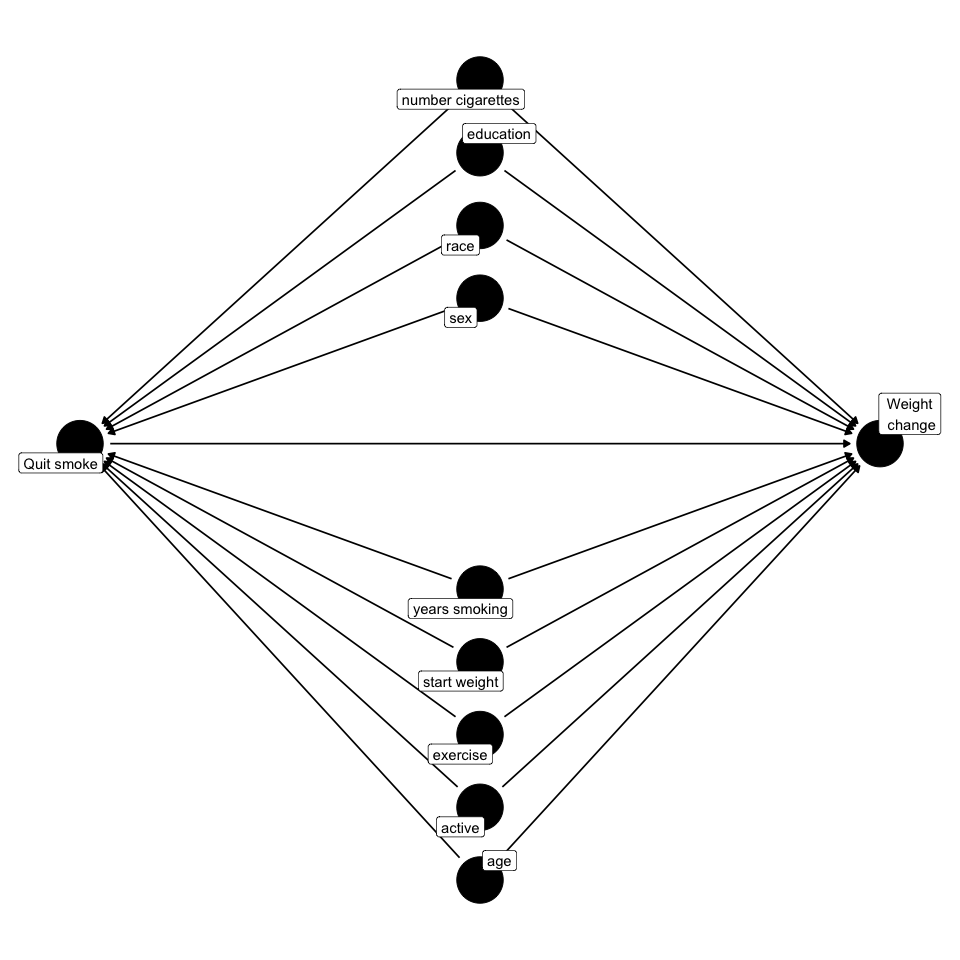 number cigarettes
education
race
sex
Weight
change
Quit smoke
years smoking
start weight
exercise
active
age